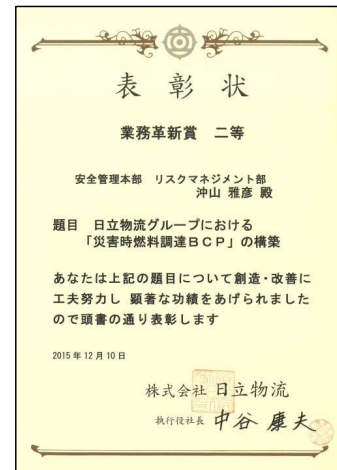 表彰状
業務革新賞 二等
安全管理本部 リスクマネジメント部
沖山 雅彦 殿
題目 日立物流グループにおける
「災害時燃料調達BCP」の構築
あなたは上記の題目について創造・改善に
工夫努力し 顕著な功績をあげられました
ので頭書の通り表彰します
2015年12月10日
株式会社 日立物流
執行役社長 中谷 康夫